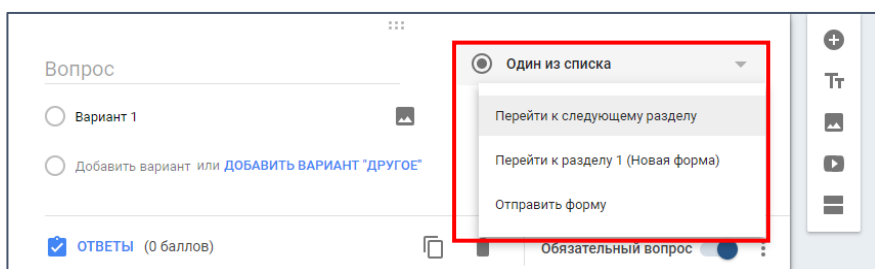 Вопрос
Один из списка
Вариант 1
Перейти к следующему разделу
Добавить вариант или ДОБАВИТЬ ВАРИАНТ "ДРУГОЕ"
Перейти к разделу 1 (Новая форма)
Отправить форму
ОТВЕТЫ (0 баллов)
Обязательный вопрос
Тт